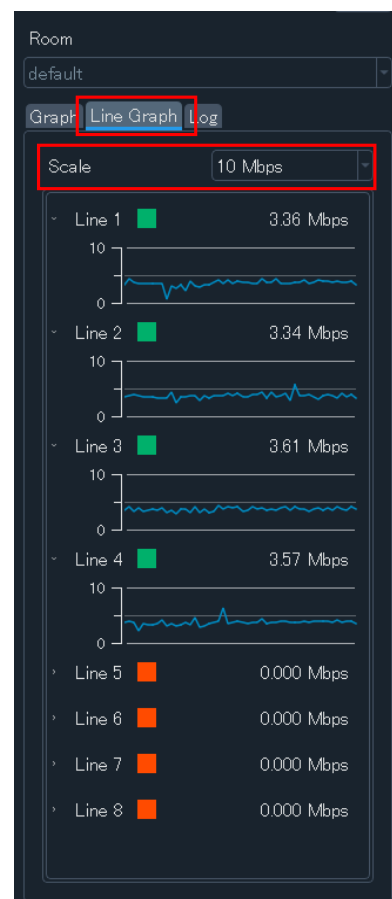 Room
default
Graph Line Graph Log
Scale 10 Mbps
Line 1 3.36 Mbps
10
0
Line 2 3.34 Mbps
10
0
Line 3 3.61 Mbps
10
0
Line 4 3.57 Mbps
10
0
Line 5 0.000 Mbps
Line 6 0.000 Mbps
Line 7 0.000 Mbps
Line 8 0.000 Mbps